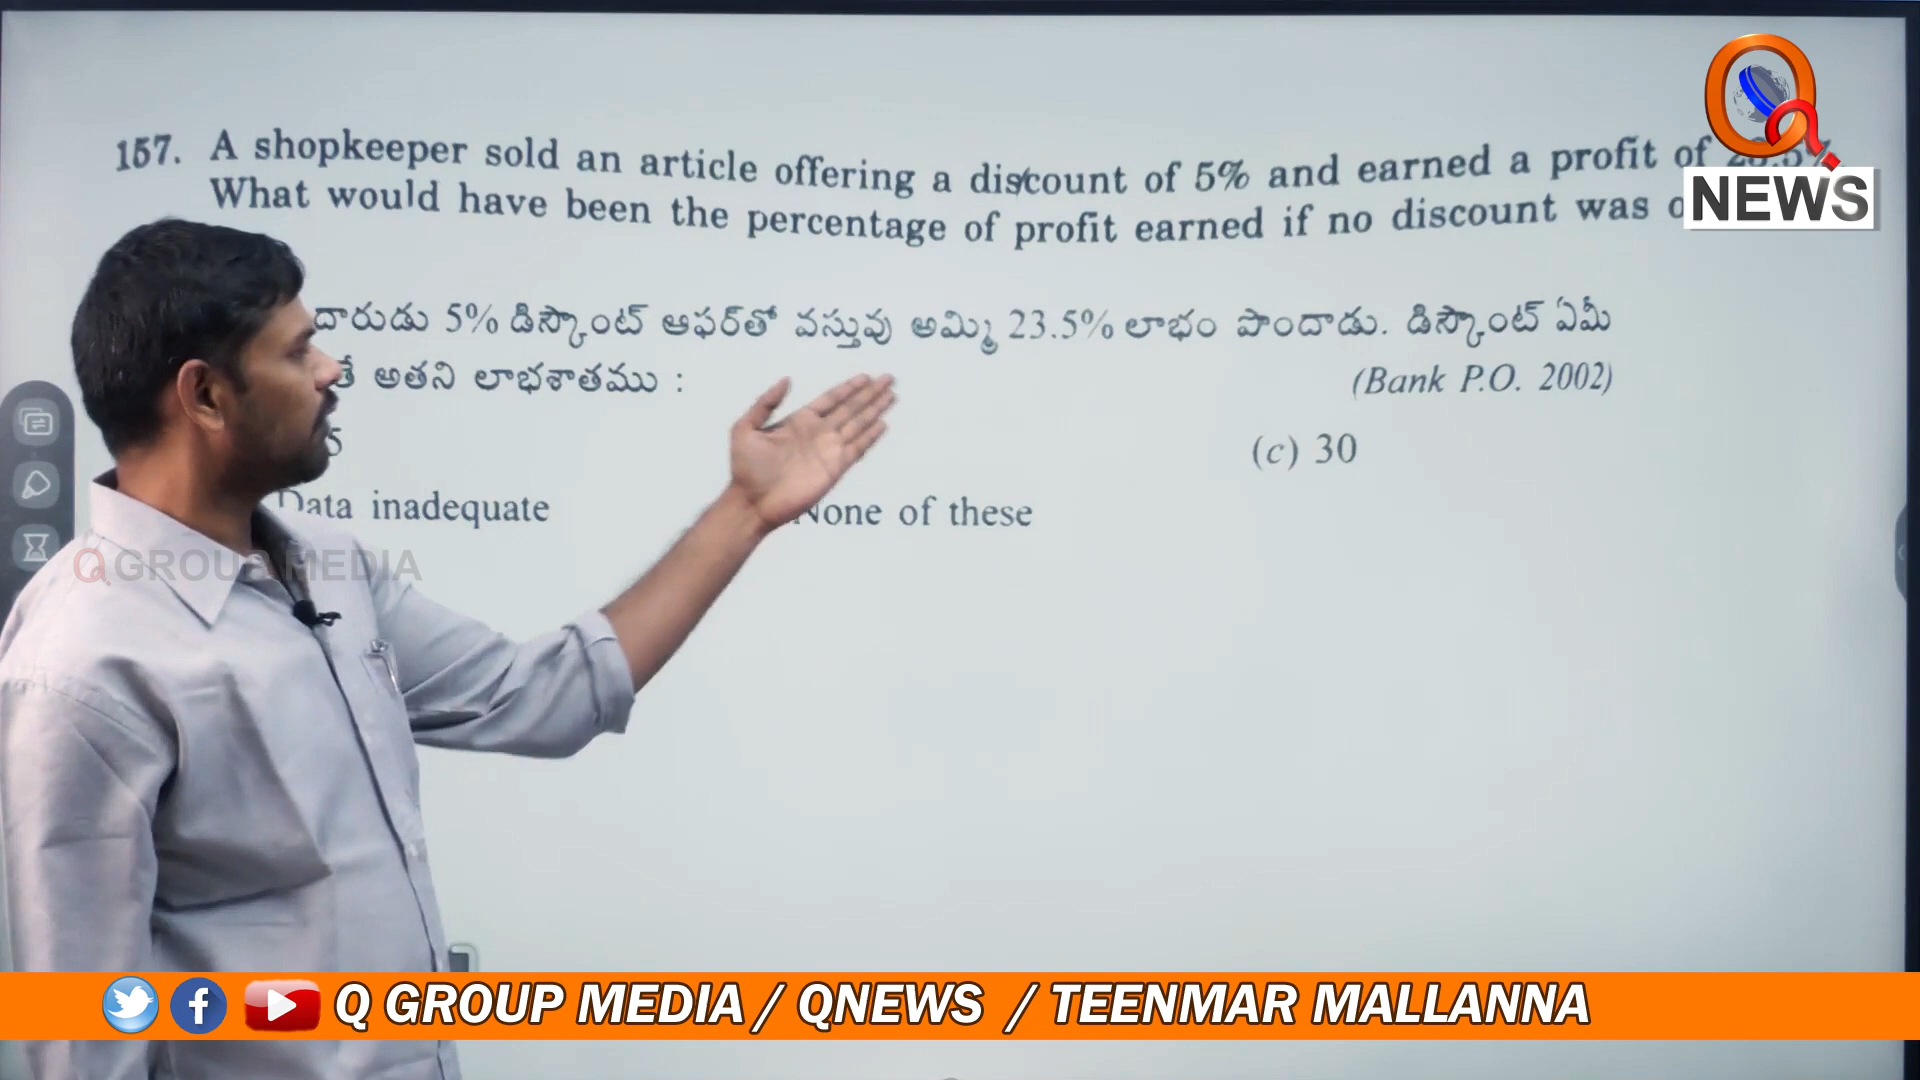 157. A shopkeeper sold an article offering a discount of 5% and earned a profit of
What would have been the percentage of profit earned if no discount was
NEWS
దారుడు 5% డిస్కౌంట్ ఆఫర్‌తో వస్తువు అమ్మి 23.5% లాభం పొందాడు. డిస్కౌంట్ ఏమీ
తే అతని లాభశాతము :
(Bank P.O. 2002)
(c) 30
Data inadequate
None of these
Q GROUP MEDIA
Q GROUP MEDIA / QNEWS / TEENMAR MALLANNA